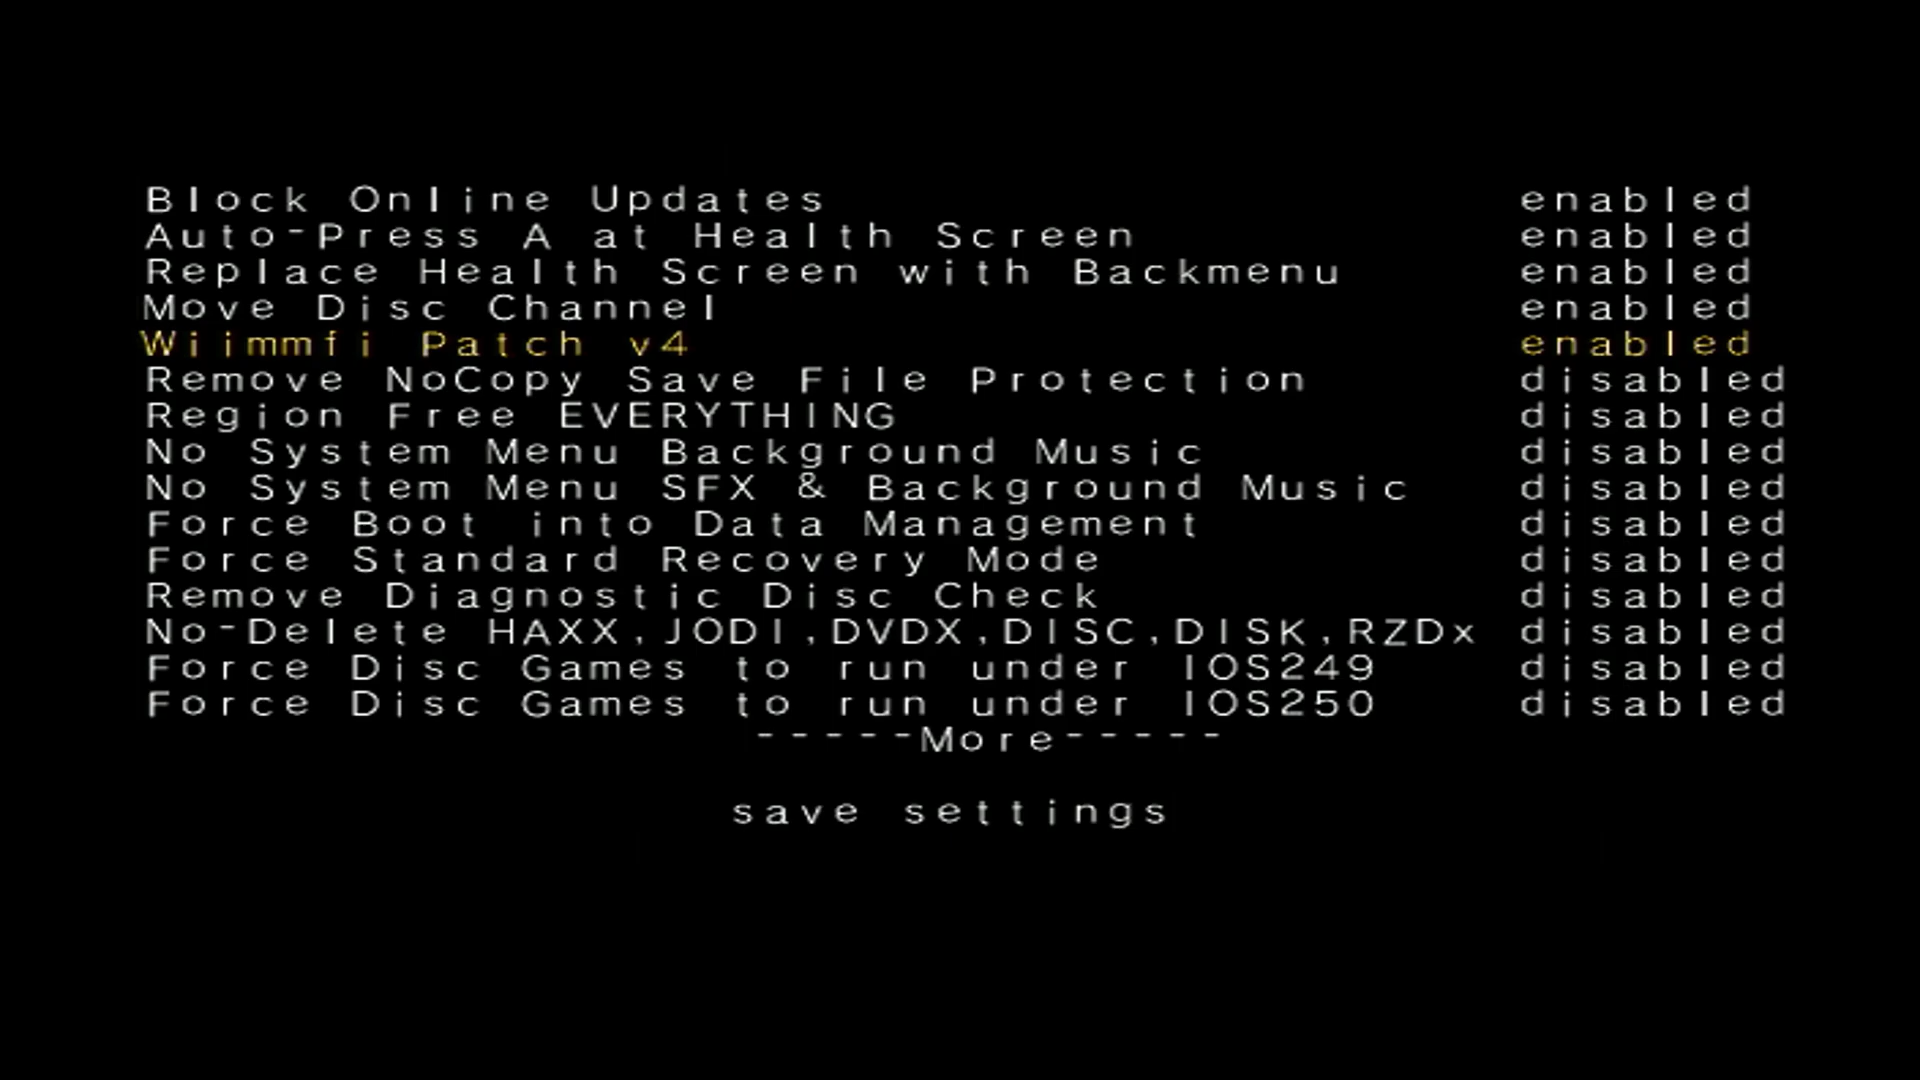 Block Online Updates enabled
Auto-Press A at Health Screen enabled
Replace Health Screen with Backmenu enabled
Move Disc Channel enabled
Wiimmfi Patch v4 enabled
Remove NoCopy Save File Protection disabled
Region Free EVERYTHING disabled
No System Menu Background Music disabled
No System Menu SFX & Background Music disabled
Force Boot into Data Management disabled
Force Standard Recovery Mode disabled
Remove Diagnostic Disc Check disabled
No-Delete HAXX,JODI,DVDX,DISC,DISK,RZDx disabled
Force Disc Games to run under IOS249 disabled
Force Disc Games to run under IOS250 disabled
-----More-----
save settings